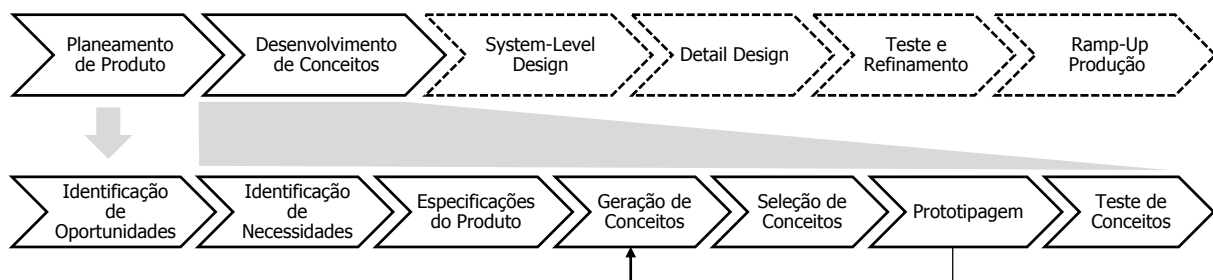 Planeamento
de Produto
Desenvolvimento
de Conceitos
System-Level
Design
Detail Design
Teste e
Refinamento
Ramp-Up
Produção
Identificação
de
Oportunidades
Identificação
de
Necessidades
Especificações
do Produto
Geração de
Conceitos
Seleção de
Conceitos
Prototipagem
Teste de
Conceitos